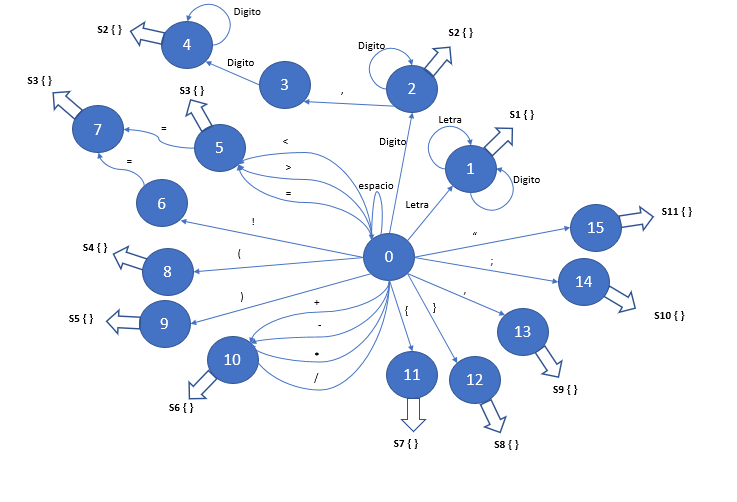 Digito
S2 { }
4
S2 { }
Digito
Digito
3
,
2
S3 { }
S3 { }
Letra
S1 { }
7
=
5
<
Digito
1
=
>
Digito
espacio
=
6
Letra
!
“
15
S11 { }
S4 { }
(
0
8
;
14
)
,
S5 { }
9
+
{
}
S10 { }
-
13
10
*
/
11
12
S9 { }
S6 { }
S7 { }
S8 { }